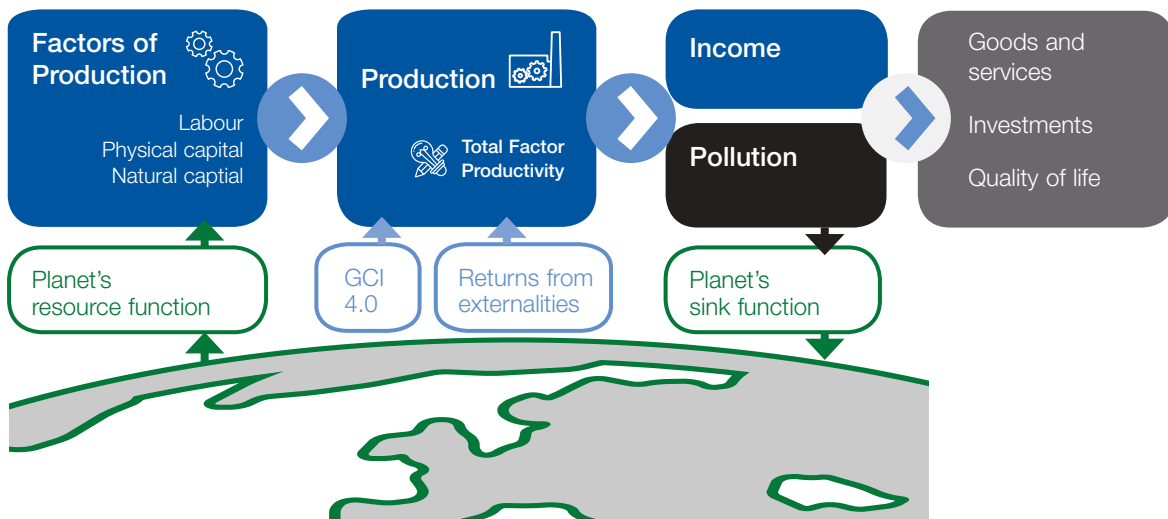 Factors of
Production
Labour
Physical capital
Natural captial
Production
Total Factor
Productivity
Income
Pollution
Goods and
services
Investments
Quality of life
Planet's
resource function
GCI
4.0
Returns from
externalities
Planet's
sink function